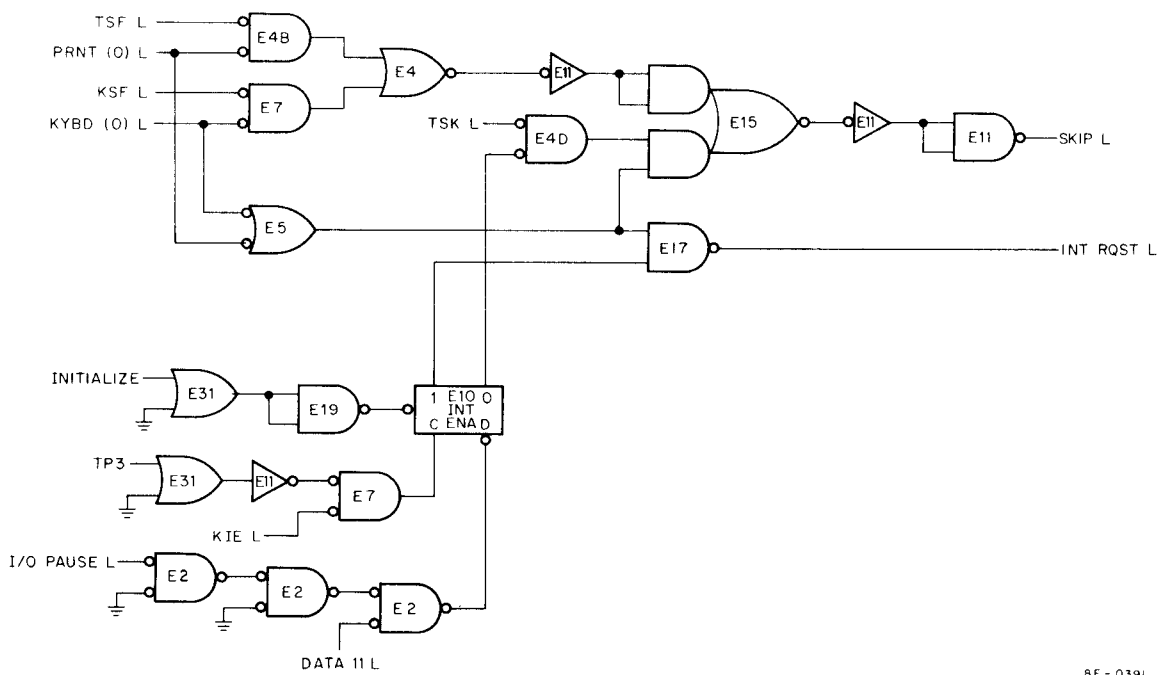 TSF L
E4B
PRNT (0) L
E4
E11
KSF L
E7
KYBD (0) L
TSK L
E4D
E15
E11
E11
SKIP L
E5
E17
INT RQST L
INITIALIZE
E31
E19
1 E10 0
INT
C ENA D
TP3
E31
E11
E7
KIE L
I/O PAUSE L
E2
E2
E2
DATA 11 L
8E-0391